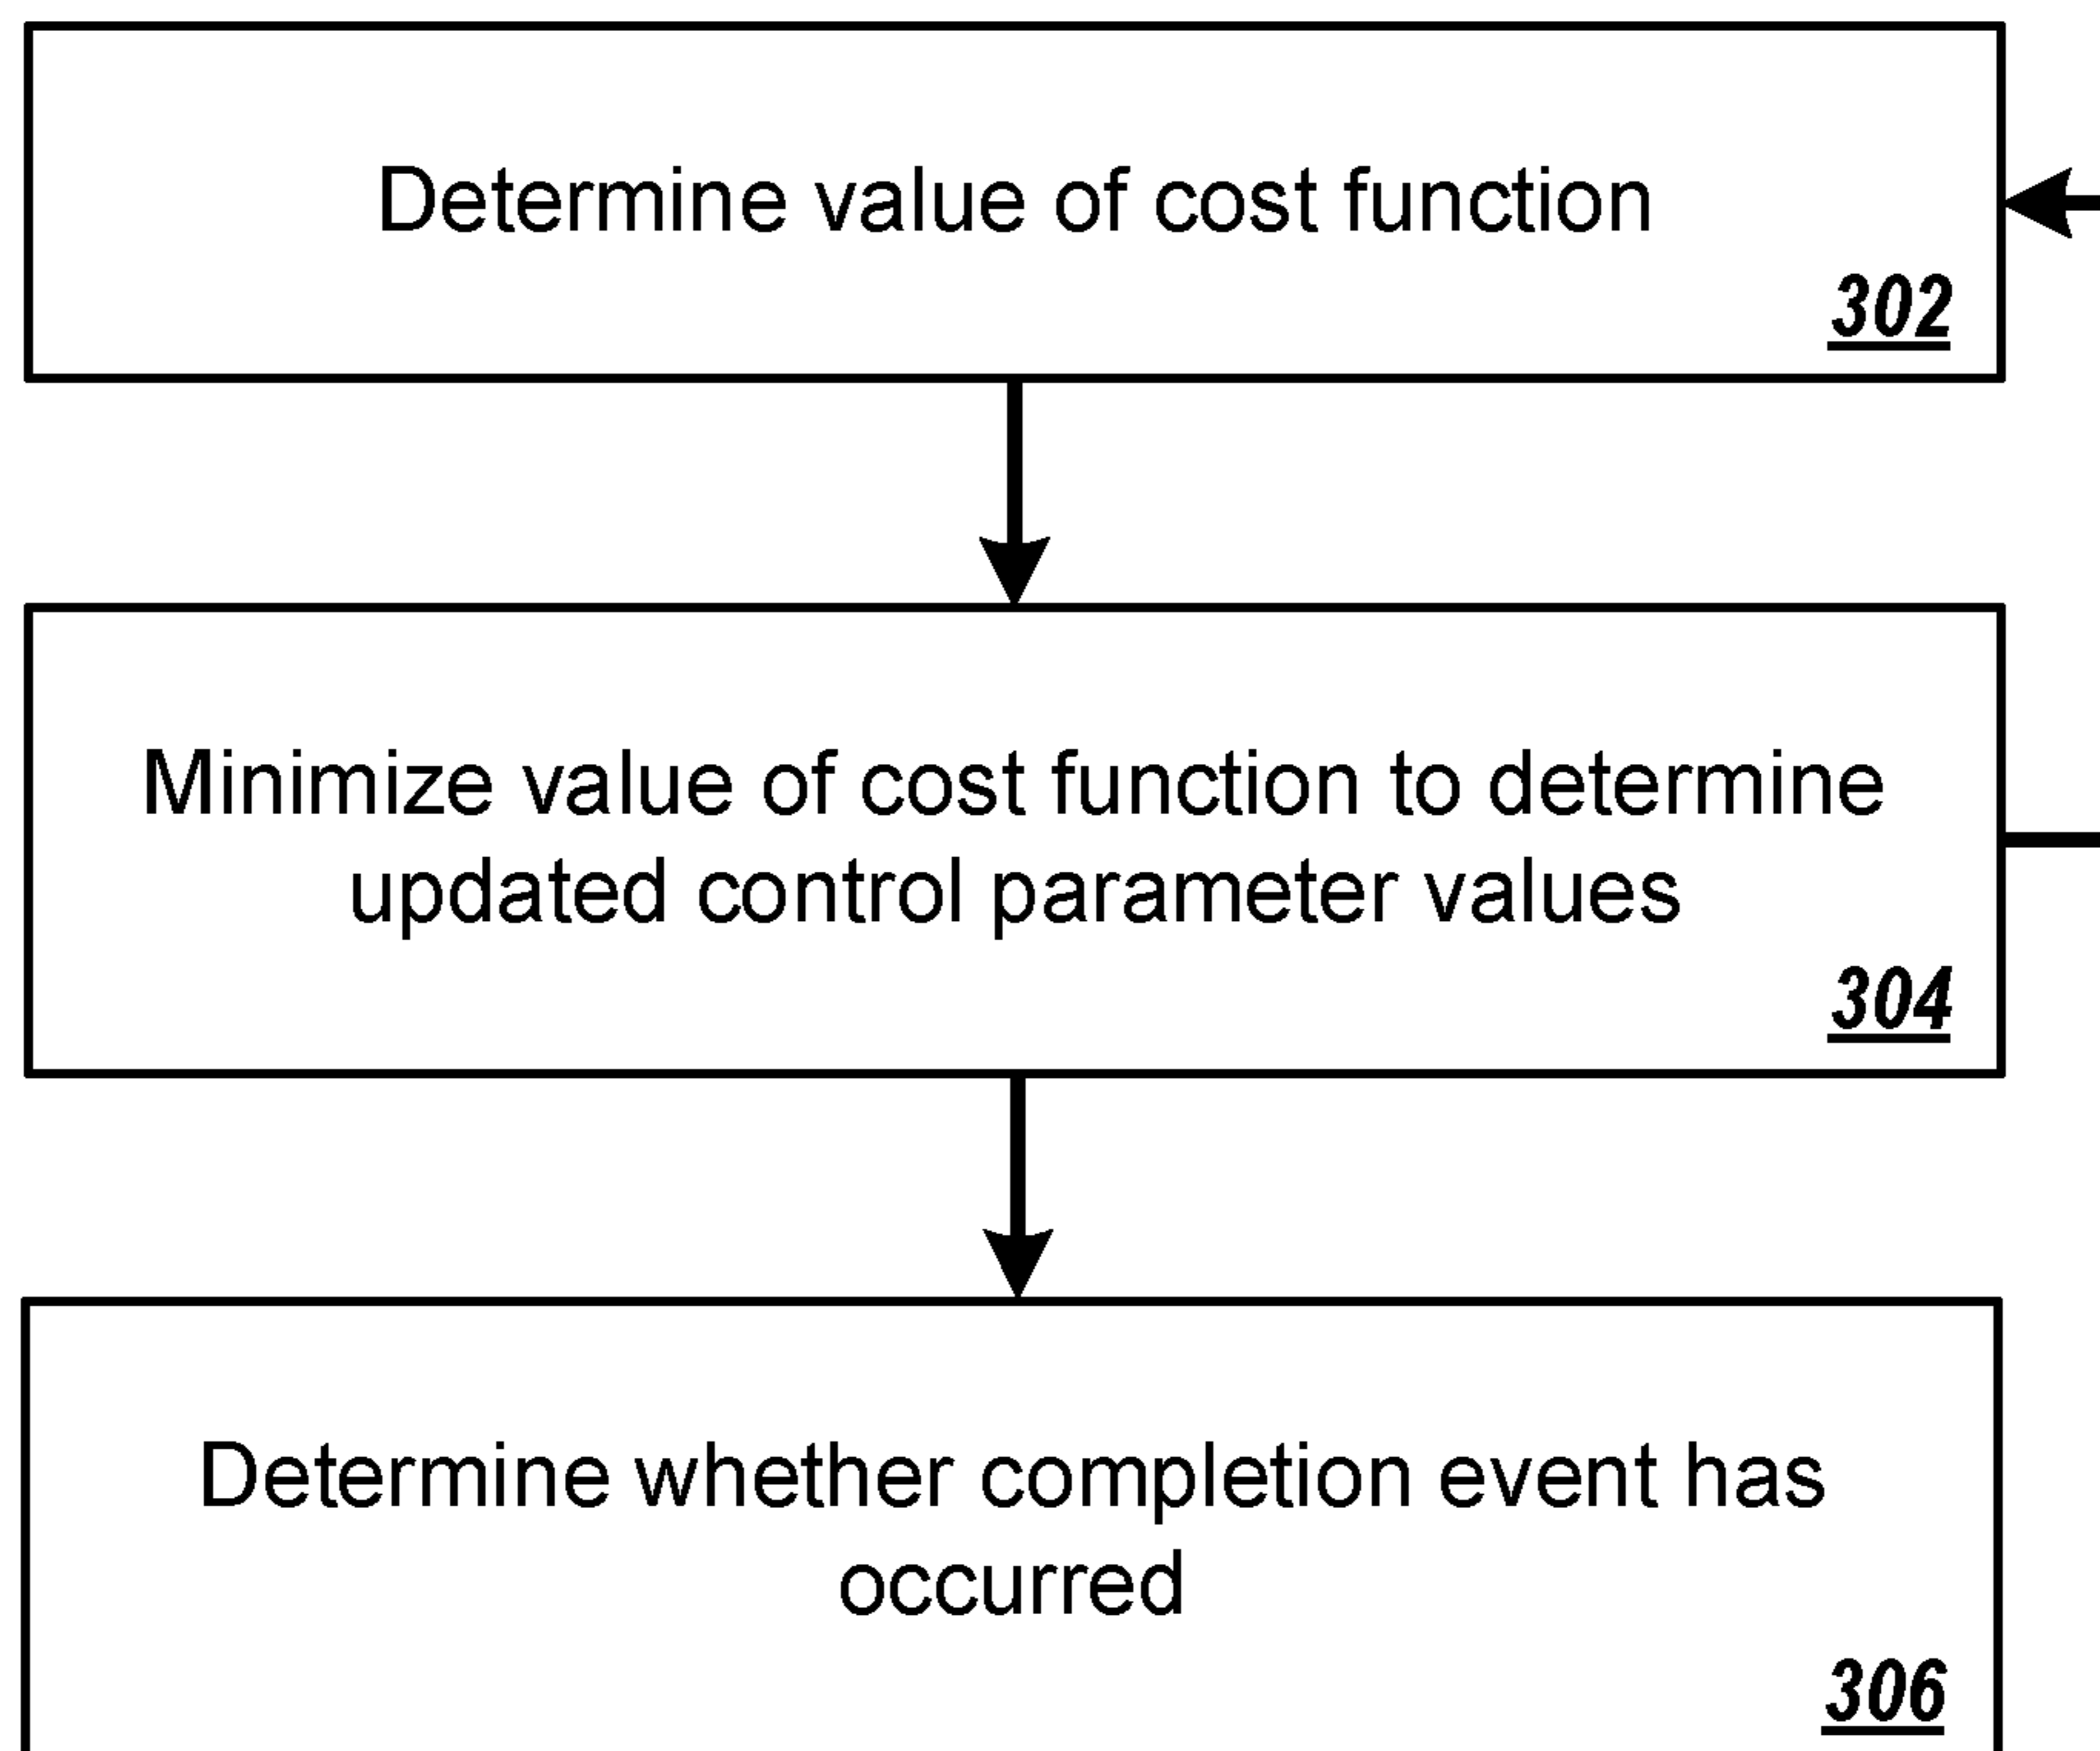 Determine value of cost function
302
Minimize value of cost function to determine
updated control parameter values
304
Determine whether completion event has
occurred
306